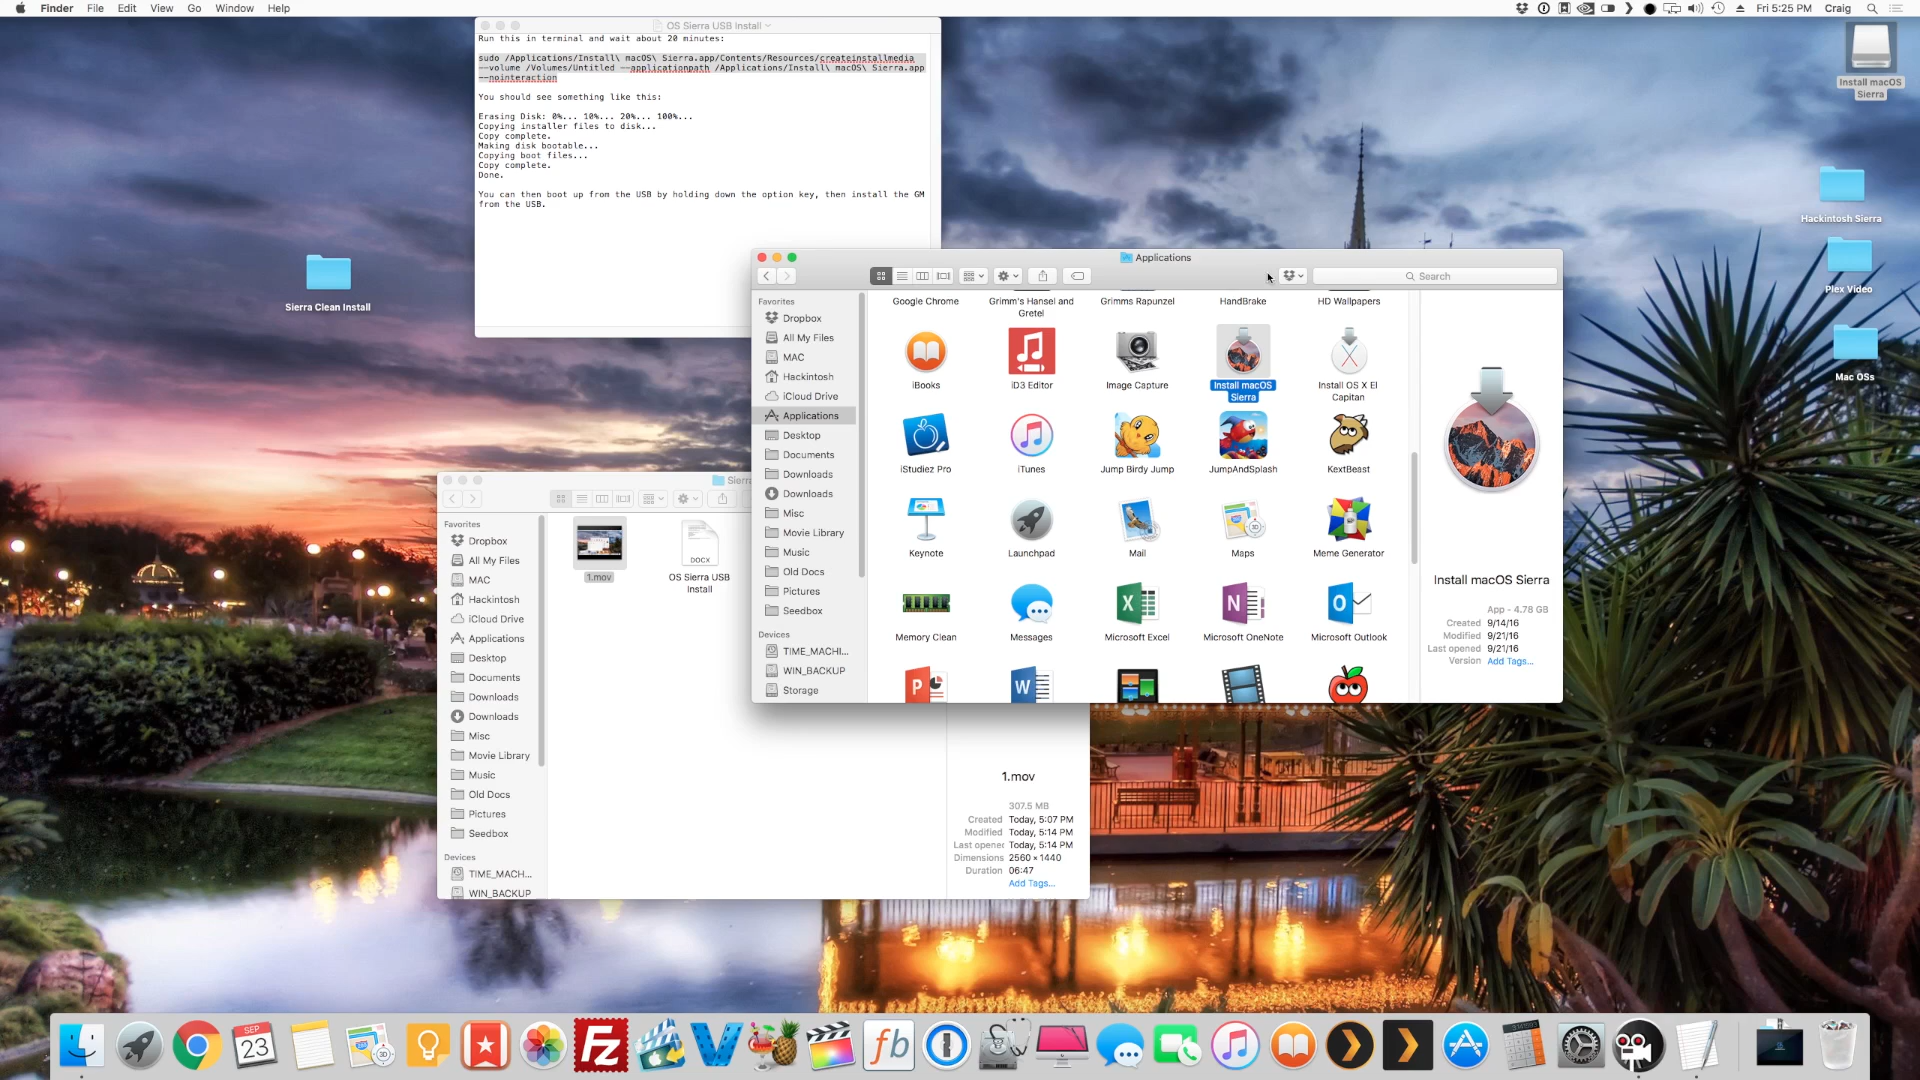 Finder File Edit View Go Window Help
Fri 5:25 PM Craig
OS Sierra USB Install
Run this in terminal and wait about 20 minutes:
sudo /Applications/Install\ macOS\ Sierra.app/Contents/Resources/createinstallmedia
--volume /Volumes/Untitled --applicationpath /Applications/Install\ macOS\ Sierra.app
--nointeraction
You should see something like this:
Erasing Disk: 0%... 10%... 20%... 100%...
Copying installer files to disk...
Copy complete.
Making disk bootable...
Copying boot files...
Copy complete.
Done.
You can then boot up from the USB by holding down the option key, then install the GM
from the USB.
Install macOS
Sierra
Hackintosh Sierra
Plex Video
Mac OSs
Sierra Clean Install
Applications
Search
Favorites
Dropbox
All My Files
MAC
Hackintosh
iCloud Drive
Applications
Desktop
Documents
Downloads
Downloads
Misc
Movie Library
Music
Old Docs
Pictures
Seedbox
Devices
TIME_MACHI...
WIN_BACKUP
Storage
Google Chrome
Grimm's Hansel and
Gretel
Grimms Rapunzel
HandBrake
HD Wallpapers
iBooks
iD3 Editor
Image Capture
Install macOS
Sierra
Install OS X El
Capitan
iStudiez Pro
iTunes
Jump Birdy Jump
JumpAndSplash
KextBeast
Keynote
Launchpad
Mail
Maps
Meme Generator
Memory Clean
Messages
Microsoft Excel
Microsoft OneNote
Microsoft Outlook
Install macOS Sierra
App - 4.78 GB
Created 9/14/16
Modified 9/21/16
Last opened 9/21/16
Version Add Tags...
Sierra
Favorites
Dropbox
All My Files
MAC
Hackintosh
iCloud Drive
Applications
Desktop
Documents
Downloads
Downloads
Misc
Movie Library
Music
Old Docs
Pictures
Seedbox
Devices
TIME_MACH...
WIN_BACKUP
1.mov
DOCX
OS Sierra USB
Install
1.mov
307.5 MB
Created Today, 5:07 PM
Modified Today, 5:14 PM
Last opened Today, 5:14 PM
Dimensions 2560 × 1440
Duration 06:47
Add Tags...
SEP
23
3D
Fz
fb